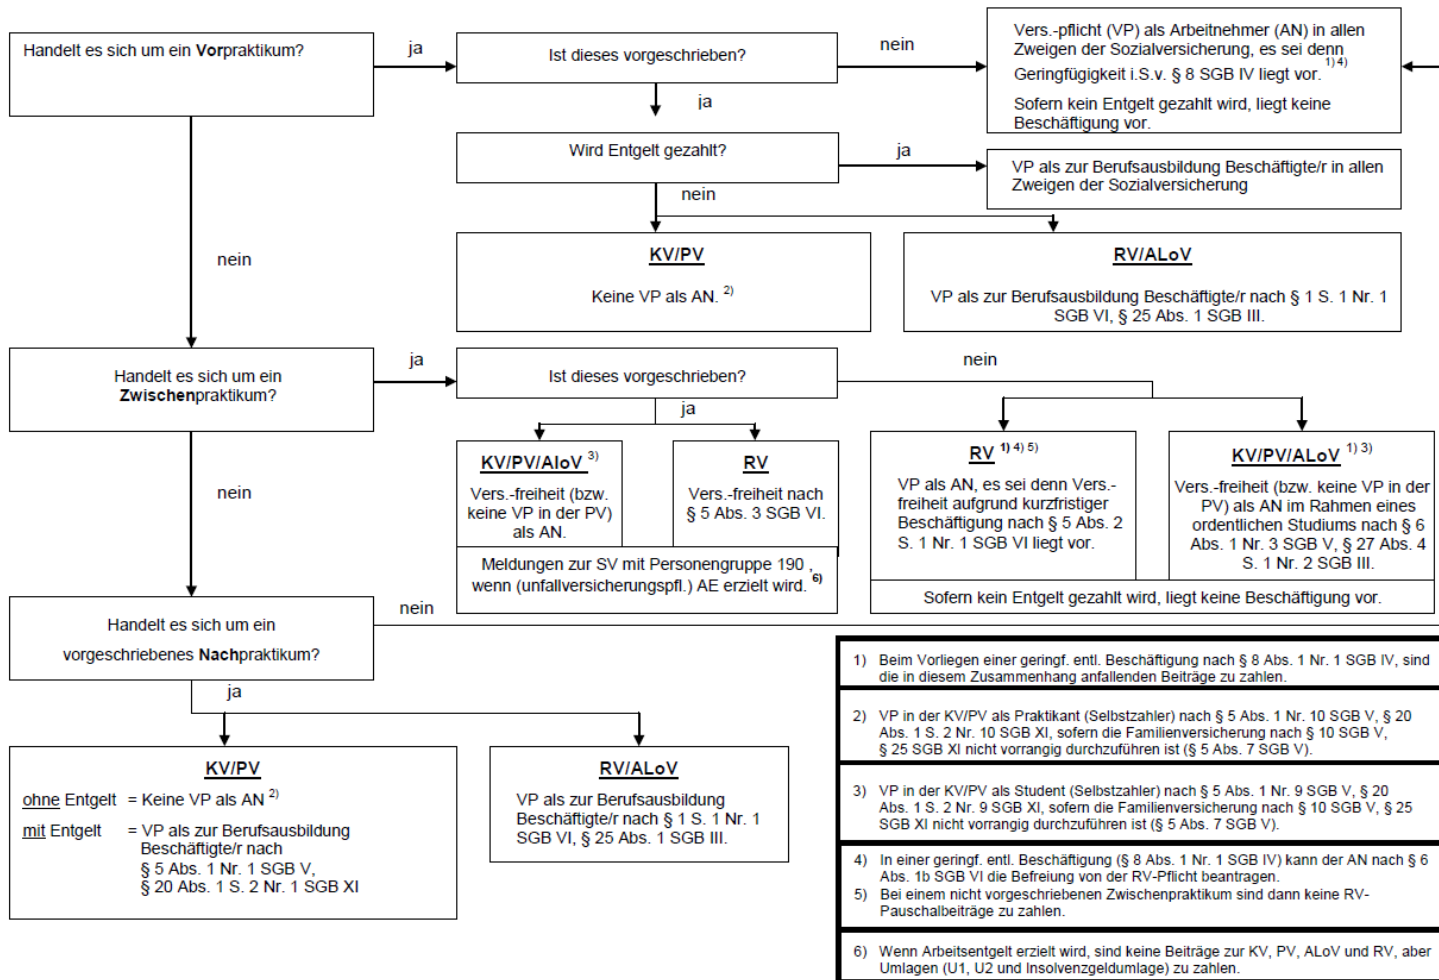 Handelt es sich um ein Vorpraktikum?
ja
Ist dieses vorgeschrieben?
nein
Vers.-pflicht (VP) als Arbeitnehmer (AN) in allen
Zweigen der Sozialversicherung, es sei denn
Geringfügigkeit i.S.v. § 8 SGB IV liegt vor. 1) 4)
Sofern kein Entgelt gezahlt wird, liegt keine
Beschäftigung vor.
ja
Wird Entgelt gezahlt?
ja
VP als zur Berufsausbildung Beschäftigte/r in allen
Zweigen der Sozialversicherung
nein
nein
KV/PV
Keine VP als AN. 2)
RV/ALoV
VP als zur Berufsausbildung Beschäftigte/r nach § 1 S. 1 Nr. 1
SGB VI, § 25 Abs. 1 SGB III.
Handelt es sich um ein
Zwischenpraktikum?
ja
Ist dieses vorgeschrieben?
nein
ja
nein
KV/PV/AloV 3)
Vers.-freiheit (bzw.
keine VP in der PV)
als AN.
RV
Vers.-freiheit nach
§ 5 Abs. 3 SGB VI.
Meldungen zur SV mit Personengruppe 190 ,
wenn (unfallversicherungspfl.) AE erzielt wird. 6)
RV 1) 4) 5)
VP als AN, es sei denn Vers.-
freiheit aufgrund kurzfristiger
Beschäftigung nach § 5 Abs. 2
S. 1 Nr. 1 SGB VI liegt vor.
KV/PV/ALoV 1) 3)
Vers.-freiheit (bzw. keine VP in der
PV) als AN im Rahmen eines
ordentlichen Studiums nach § 6
Abs. 1 Nr. 3 SGB V, § 27 Abs. 4
S. 1 Nr. 2 SGB III.
Sofern kein Entgelt gezahlt wird, liegt keine Beschäftigung vor.
Handelt es sich um ein
vorgeschriebenes Nachpraktikum?
nein
ja
KV/PV
ohne Entgelt = Keine VP als AN 2)
mit Entgelt = VP als zur Berufsausbildung
Beschäftigte/r nach
§ 5 Abs. 1 Nr. 1 SGB V,
§ 20 Abs. 1 S. 2 Nr. 1 SGB XI
RV/ALoV
VP als zur Berufsausbildung
Beschäftigte/r nach § 1 S. 1 Nr. 1
SGB VI, § 25 Abs. 1 SGB III.
1) Beim Vorliegen einer geringf. entl. Beschäftigung nach § 8 Abs. 1 Nr. 1 SGB IV, sind
die in diesem Zusammenhang anfallenden Beiträge zu zahlen.
2) VP in der KV/PV als Praktikant (Selbstzahler) nach § 5 Abs. 1 Nr. 10 SGB V, § 20
Abs. 1 S. 2 Nr. 10 SGB XI, sofern die Familienversicherung nach § 10 SGB V,
§ 25 SGB XI nicht vorrangig durchzuführen ist (§ 5 Abs. 7 SGB V).
3) VP in der KV/PV als Student (Selbstzahler) nach § 5 Abs. 1 Nr. 9 SGB V, § 20
Abs. 1 S. 2 Nr. 9 SGB XI, sofern die Familienversicherung nach § 10 SGB V, § 25
SGB XI nicht vorrangig durchzuführen ist (§ 5 Abs. 7 SGB V).
4) In einer geringf. entl. Beschäftigung (§ 8 Abs. 1 Nr. 1 SGB IV) kann der AN nach § 6
Abs. 1b SGB VI die Befreiung von der RV-Pflicht beantragen.
5) Bei einem nicht vorgeschriebenen Zwischenpraktikum sind dann keine RV-
Pauschalbeiträge zu zahlen.
6) Wenn Arbeitsentgelt erzielt wird, sind keine Beiträge zur KV, PV, ALoV und RV, aber
Umlagen (U1, U2 und Insolvenzgeldumlage) zu zahlen.